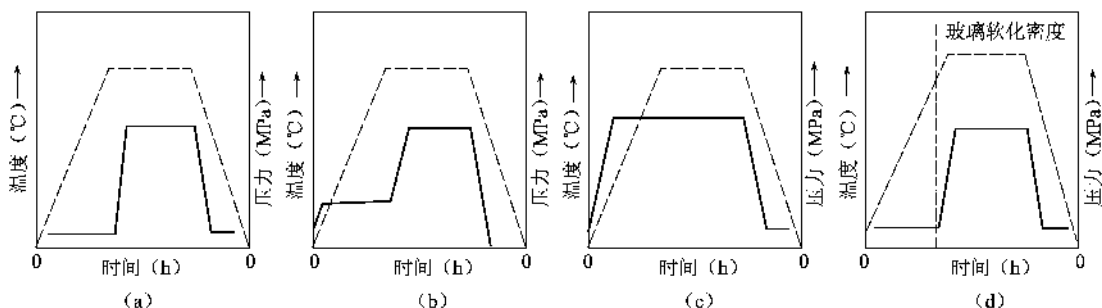 玻璃软化密度
温度（℃）→
压力（MPa）→
温度（℃）→
压力（MPa）→
温度（℃）→
压力（MPa）→
温度（℃）→
压力（MPa）→
0 时间（h） 0
0 时间（h） 0
0 时间（h） 0
0 时间（h） 0
（a） （b） （c） （d）